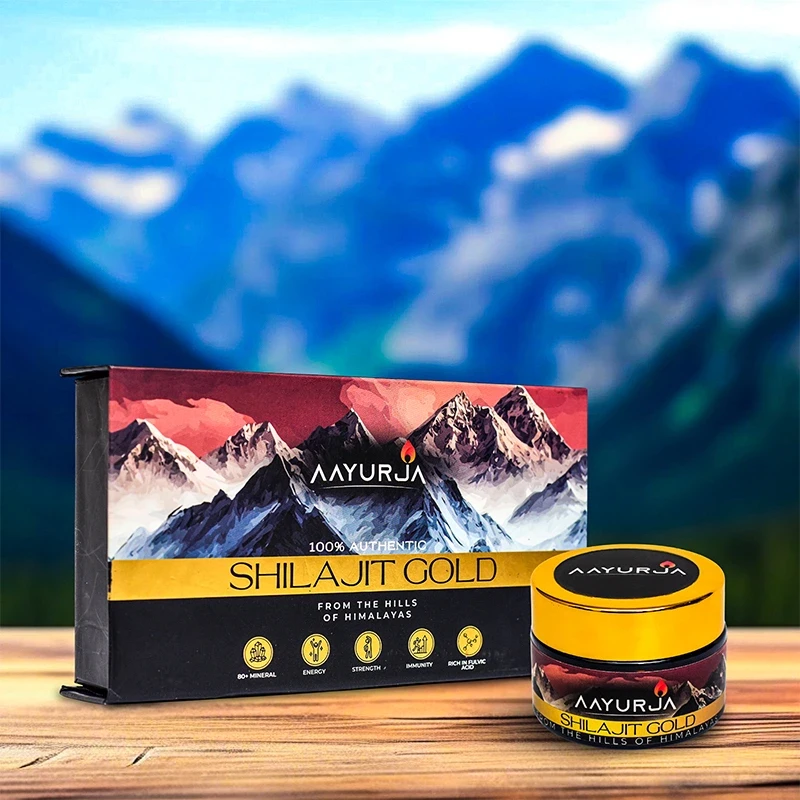 AAYURJA
100% AUTHENTIC
SHILAJIT GOLD
FROM THE HILLS
OF HIMALAYAS
80+ MINERAL
ENERGY
STRENGTH
IMMUNITY
RICH IN FULVIC
ACID
AAYURJA
AAYURJA
SHILAJIT GOLD
FROM THE HILLS OF HIMALAYAS